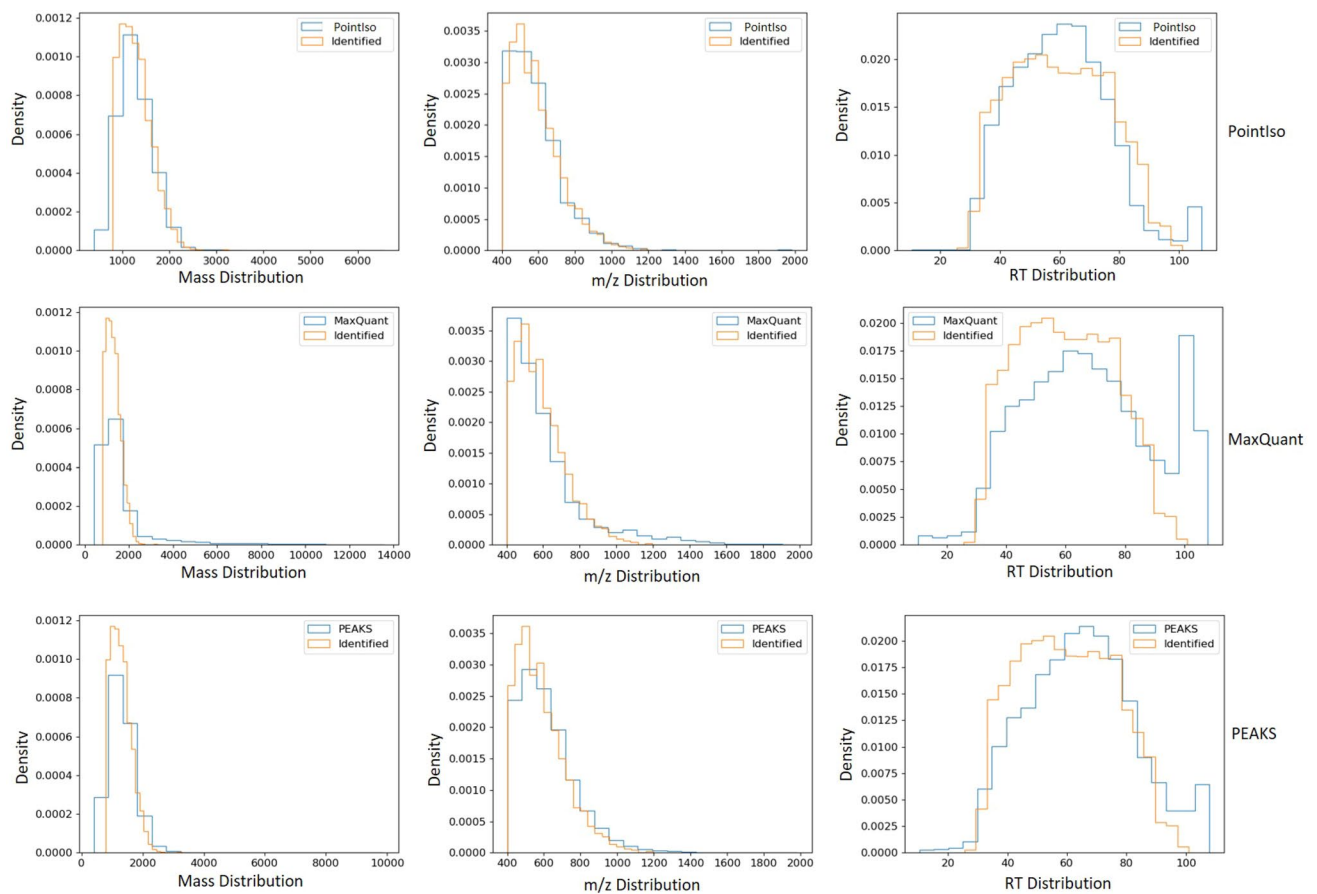 PointIso
Identified
0.0012
0.0010
0.0008
0.0006
0.0004
0.0002
0.0000
Density
1000 2000 3000 4000 5000 6000
Mass Distribution
PointIso
Identified
0.0035
0.0030
0.0025
0.0020
0.0015
0.0010
0.0005
0.0000
Density
400 600 800 1000 1200 1400 1600 1800 2000
m/z Distribution
PointIso
Identified
0.020
0.015
0.010
0.005
0.000
Density
20 40 60 80 100
RT Distribution
PointIso
MaxQuant
Identified
0.0012
0.0010
0.0008
0.0006
0.0004
0.0002
0.0000
Density
0 2000 4000 6000 8000 10000 12000 14000
Mass Distribution
MaxQuant
Identified
0.0035
0.0030
0.0025
0.0020
0.0015
0.0010
0.0005
0.0000
Density
400 600 800 1000 1200 1400 1600 1800 2000
m/z Distribution
MaxQuant
Identified
0.0200
0.0175
0.0150
0.0125
0.0100
0.0075
0.0050
0.0025
0.0000
Density
20 40 60 80 100
RT Distribution
MaxQuant
PEAKS
Identified
0.0012
0.0010
0.0008
0.0006
0.0004
0.0002
0.0000
Density
0 2000 4000 6000 8000 10000
Mass Distribution
PEAKS
Identified
0.0035
0.0030
0.0025
0.0020
0.0015
0.0010
0.0005
0.0000
Density
400 600 800 1000 1200 1400 1600 1800 2000
m/z Distribution
PEAKS
Identified
0.0200
0.0175
0.0150
0.0125
0.0100
0.0075
0.0050
0.0025
0.0000
Density
20 40 60 80 100
RT Distribution
PEAKS